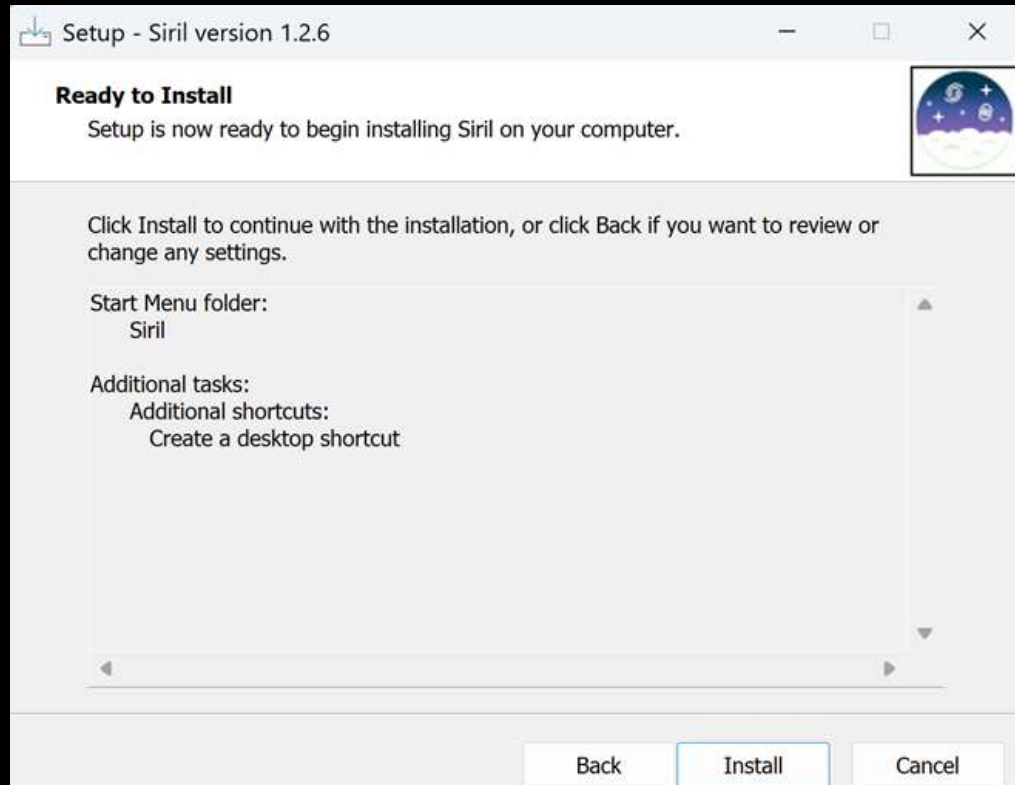 Setup - Siril version 1.2.6
Ready to Install
Setup is now ready to begin installing Siril on your computer.
Click Install to continue with the installation, or click Back if you want to review or
change any settings.
Start Menu folder:
Siril
Additional tasks:
Additional shortcuts:
Create a desktop shortcut
Back
Install
Cancel